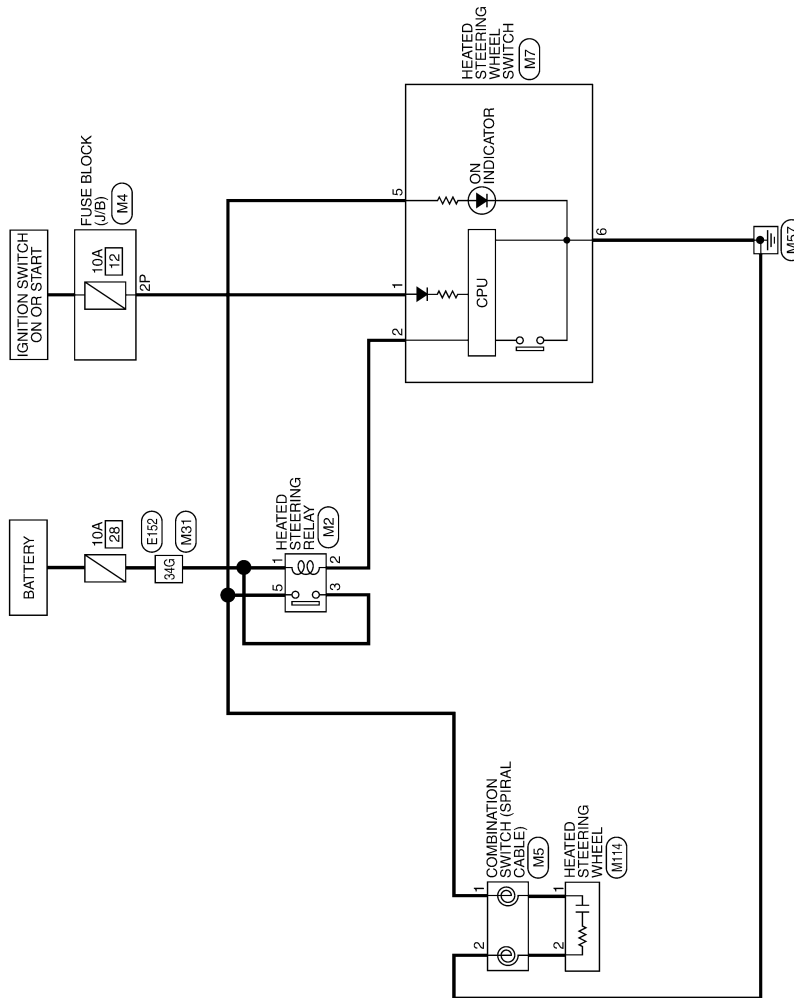 IGNITION SWITCH
ON OR START
FUSE BLOCK
(J/B)
M4
10A
12
2P
BATTERY
10A
28
E152
M31
34G
HEATED
STEERING
RELAY
M2
1
2
5
3
HEATED
STEERING
WHEEL
SWITCH
M7
5
1
2
6
ON
INDICATOR
CPU
M57
COMBINATION
SWITCH (SPIRAL
CABLE)
M5
1
2
HEATED
STEERING
WHEEL
M114
1
2